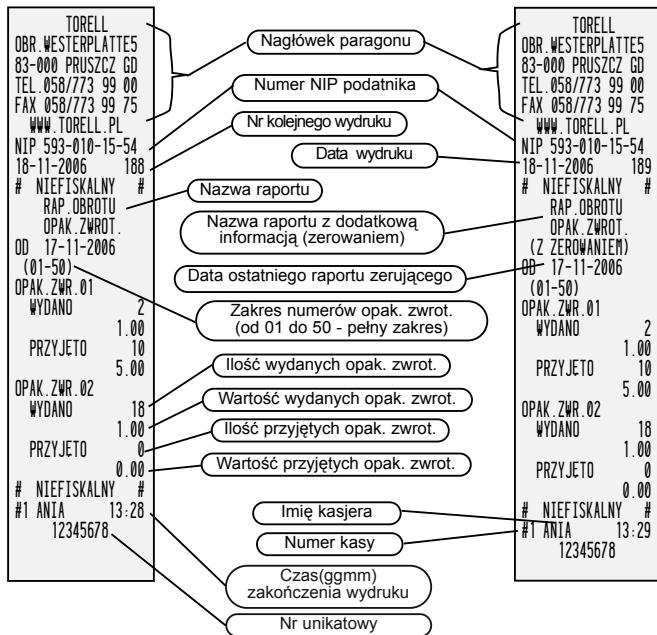 TORELL
OBR.WESTERPLATTE5
83-000 PRUSZCZ GD
TEL.058/773 99 00
FAX 058/773 99 75
WWW.TORELL.PL
NIP 593-010-15-54
18-11-2006 188
# NIEFISKALNY #
RAP.OBROTU
OPAK.ZWROT.
OD 17-11-2006
(01-50)
OPAK.ZWR.01
WYDANO 2
1.00
PRZYJETO 10
5.00
OPAK.ZWR.02
WYDANO 18
1.00
PRZYJETO 0
0.00
# NIEFISKALNY #
#1 ANIA 13:28
12345678
Nagłówek paragonu
Numer NIP podatnika
Nr kolejnego wydruku
Data wydruku
Nazwa raportu
Nazwa raportu z dodatkową
informacją (zerowaniem)
Data ostatniego raportu zerującego
Zakres numerów opak. zwrot.
(od 01 do 50 - pełny zakres)
Ilość wydanych opak. zwrot.
Wartość wydanych opak. zwrot.
Ilość przyjętych opak. zwrot.
Wartość przyjętych opak. zwrot.
Imię kasjera
Numer kasy
Czas(ggmm)
zakończenia wydruku
Nr unikatowy
TORELL
OBR.WESTERPLATTE5
83-000 PRUSZCZ GD
TEL.058/773 99 00
FAX 058/773 99 75
WWW.TORELL.PL
NIP 593-010-15-54
18-11-2006 189
# NIEFISKALNY #
RAP.OBROTU
OPAK.ZWROT.
(Z ZEROWANIEM)
OD 17-11-2006
(01-50)
OPAK.ZWR.01
WYDANO 2
1.00
PRZYJETO 10
5.00
OPAK.ZWR.02
WYDANO 18
1.00
PRZYJETO 0
0.00
# NIEFISKALNY #
#1 ANIA 13:29
12345678